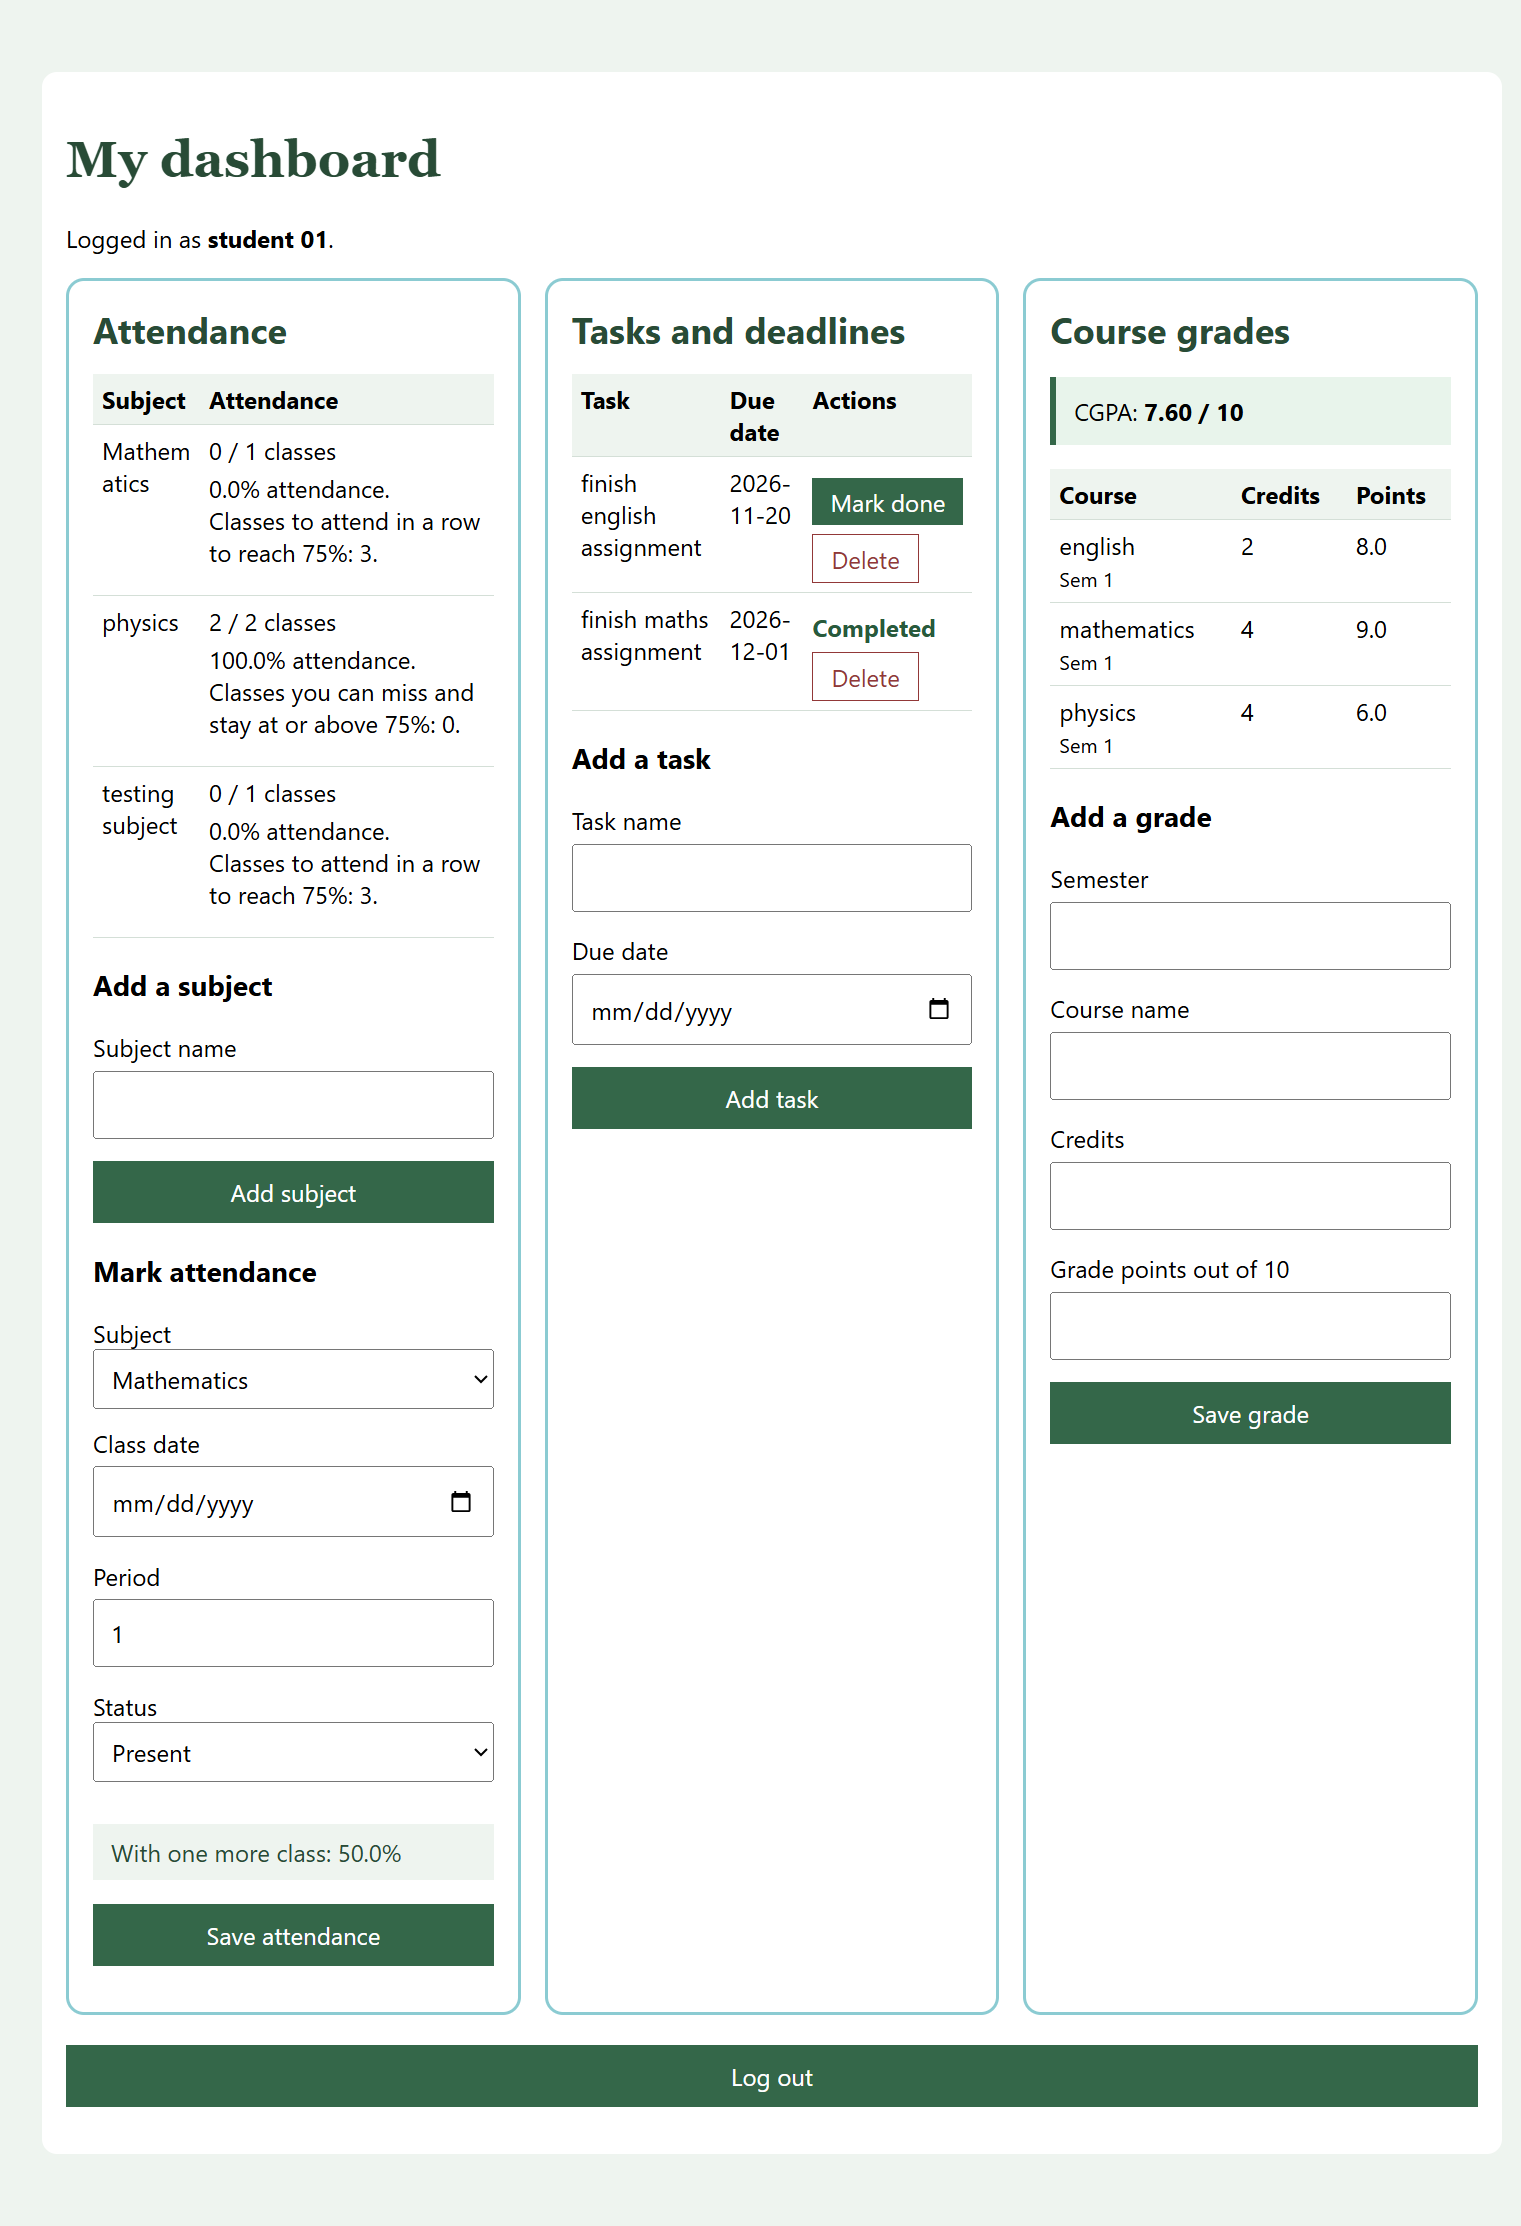 My dashboard
Logged in as student 01.
Attendance
Subject Attendance
Mathem
atics
0 / 1 classes
0.0% attendance.
Classes to attend in a row
to reach 75%: 3.
physics
2 / 2 classes
100.0% attendance.
Classes you can miss and
stay at or above 75%: 0.
testing
subject
0 / 1 classes
0.0% attendance.
Classes to attend in a row
to reach 75%: 3.
Add a subject
Subject name
Add subject
Mark attendance
Subject
Mathematics
Class date
mm/dd/yyyy
Period
1
Status
Present
With one more class: 50.0%
Save attendance
Tasks and deadlines
Task Due date Actions
finish
english
assignment
2026-
11-20
Mark done
Delete
finish maths
assignment
2026-
12-01
Completed
Delete
Add a task
Task name
Due date
mm/dd/yyyy
Add task
Course grades
CGPA: 7.60 / 10
Course Credits Points
english 2 8.0
Sem 1
mathematics 4 9.0
Sem 1
physics 4 6.0
Sem 1
Add a grade
Semester
Course name
Credits
Grade points out of 10
Save grade
Log out